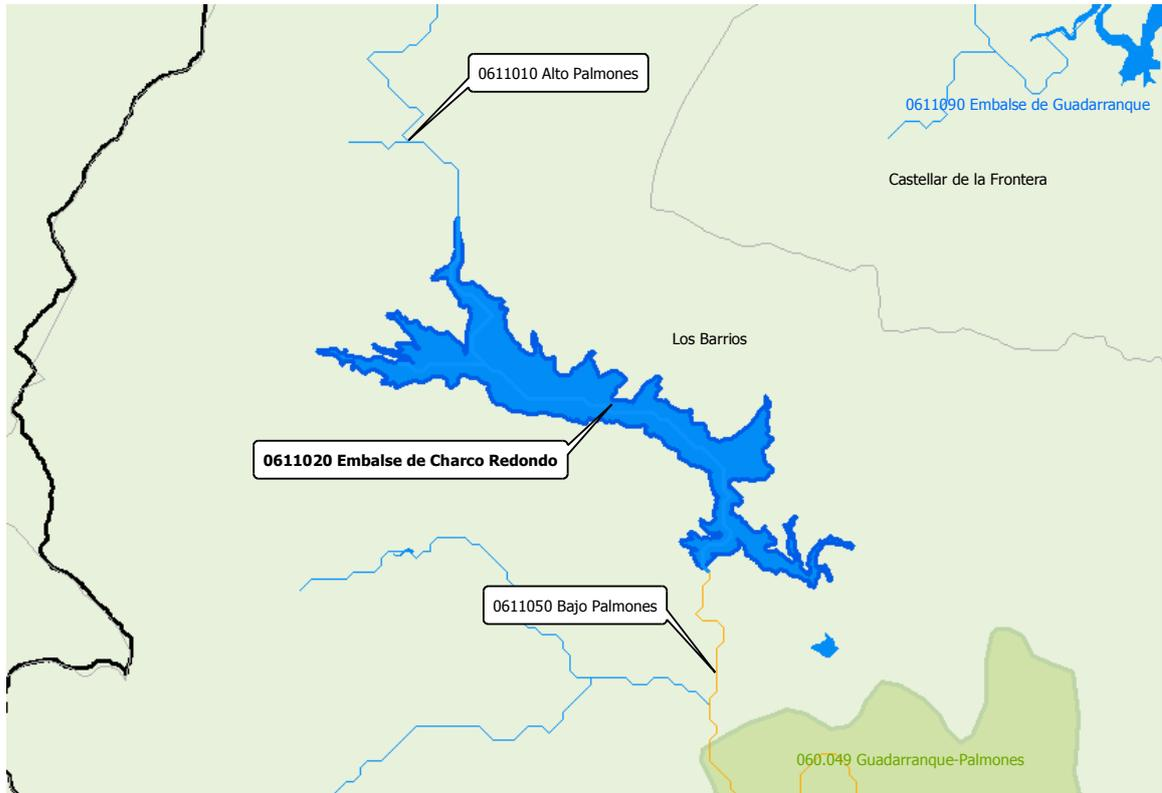 0611010 Alto Palmones
0611090 Embalse de Guadarranque
Castellar de la Frontera
Los Barrios
0611020 Embalse de Charco Redondo
0611050 Bajo Palmones
060.049 Guadarranque-Palmones